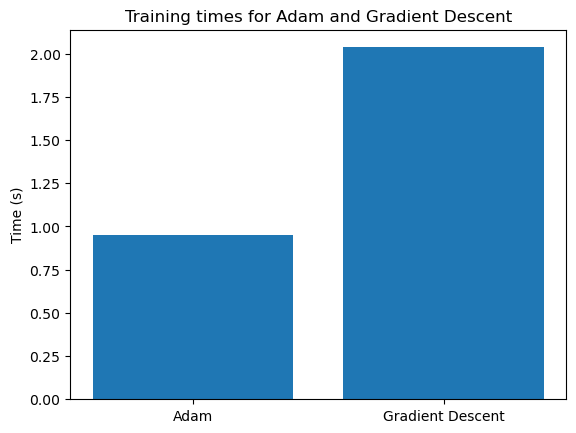 Training times for Adam and Gradient Descent
2.00
1.75
1.50
1.25
1.00
0.75
0.50
0.25
0.00
Time (s)
Adam
Gradient Descent